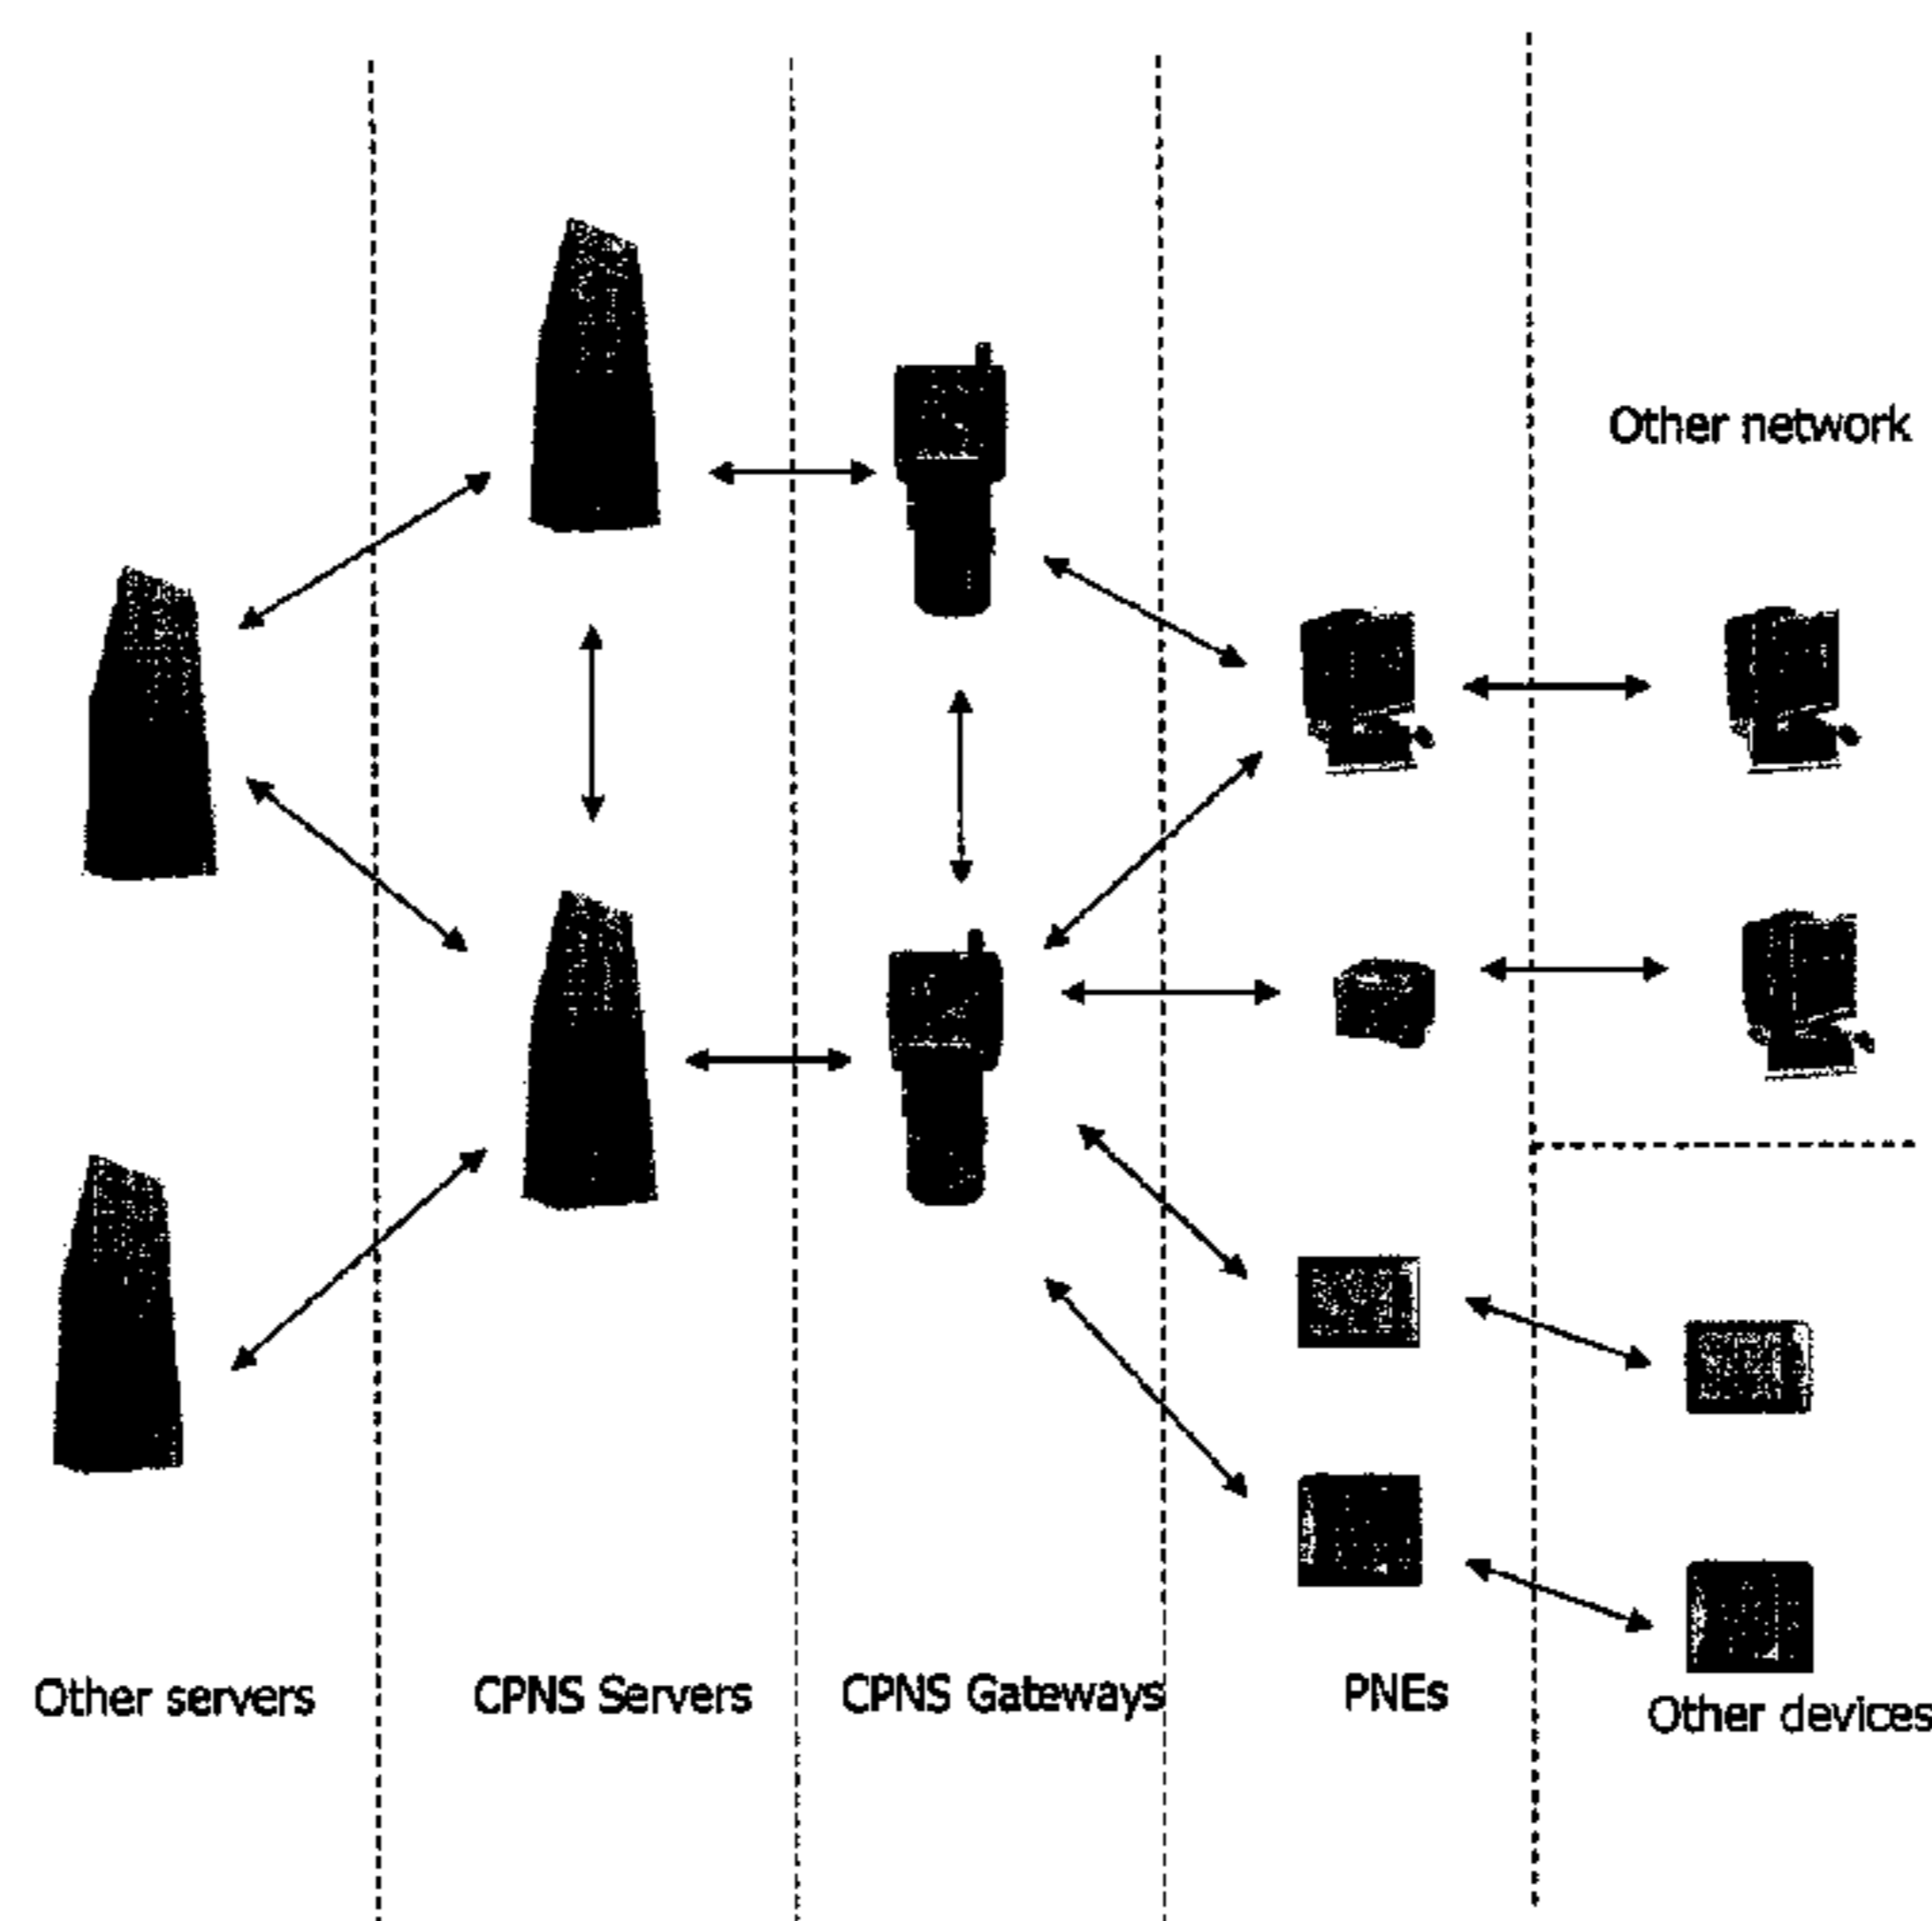 Other network
Other servers
CPNS Servers
CPNS Gateways
PNEs
Other devices